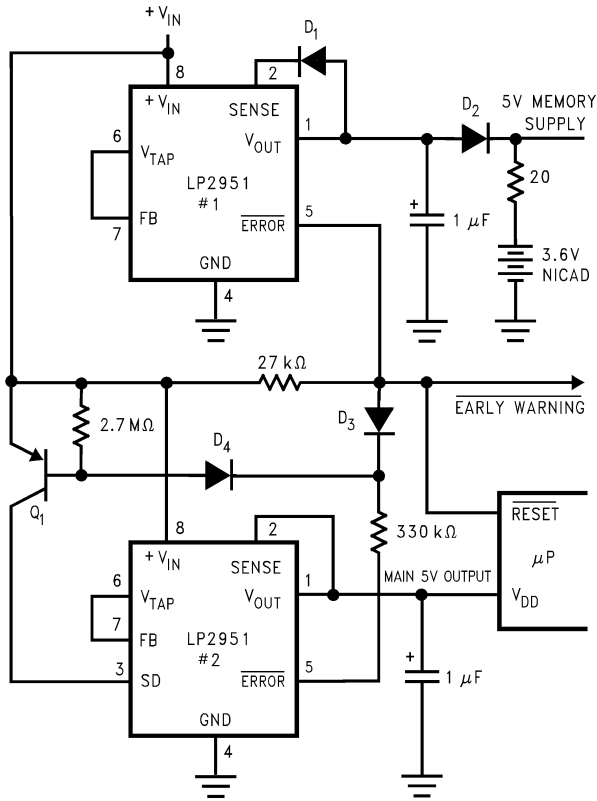 + VIN
D1
8
2
+ VIN
SENSE
D2
5V MEMORY
SUPPLY
6
VTAP
VOUT
1
20
LP2951
#1
+
1 μF
FB
7
ERROR
5
3.6V
NICAD
GND
4
27 kΩ
EARLY WARNING
2.7 MΩ
D3
D4
Q1
8
2
330 kΩ
RESET
+ VIN
SENSE
μP
6
VTAP
VOUT
1
MAIN 5V OUTPUT
VDD
7
FB
LP2951
#2
3
SD
ERROR
5
+
1 μF
GND
4